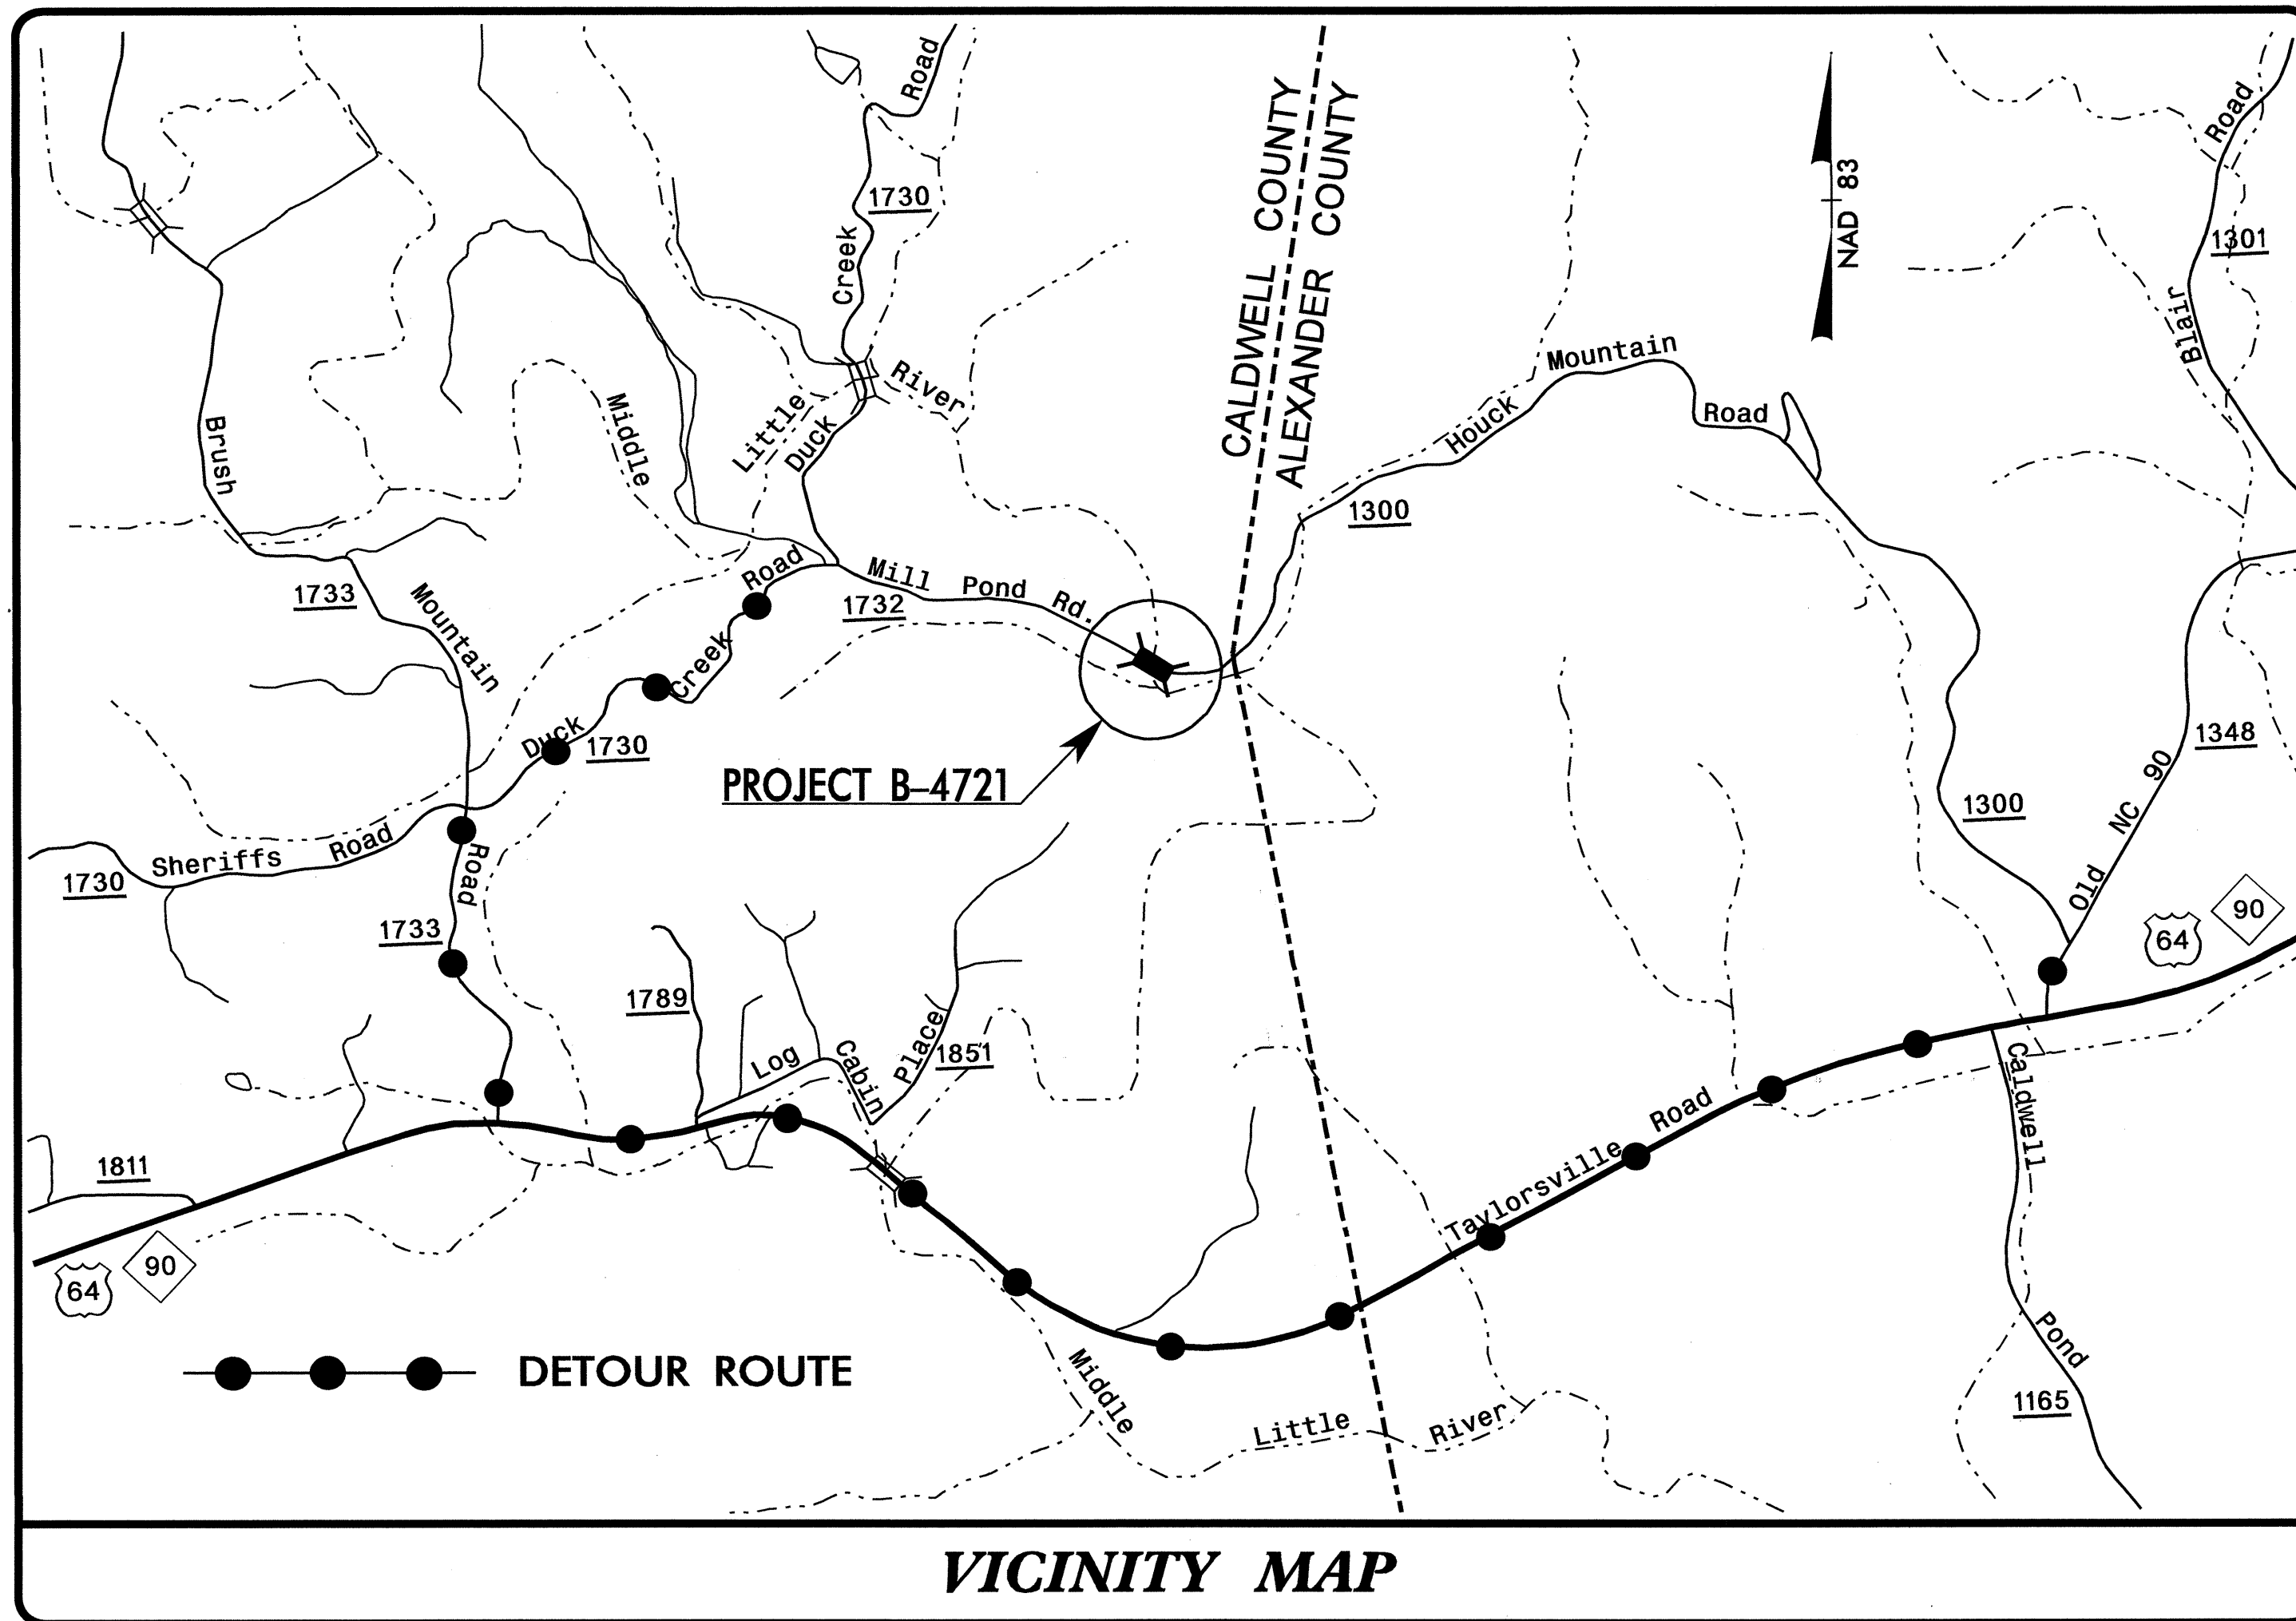 Road
1730
Creek
CALDWELL COUNTY
ALEXANDER COUNTY
NAD 83
Road
1301
Blair
Little
River
Duck
Middle
Brush
Houck
Mountain
Road
1300
1733
Mountain
Road
Creek
Duck
1730
Mill Pond Rd.
1732
PROJECT B-4721
1348
Old NC 90
1300
Sheriffs Road
1730
Road
1733
64
90
1789
Log
Cabin
Place
1851
1811
64
90
Taylorsville Road
Caldwell
Pond
1165
Middle
Little
River
DETOUR ROUTE
VICINITY MAP